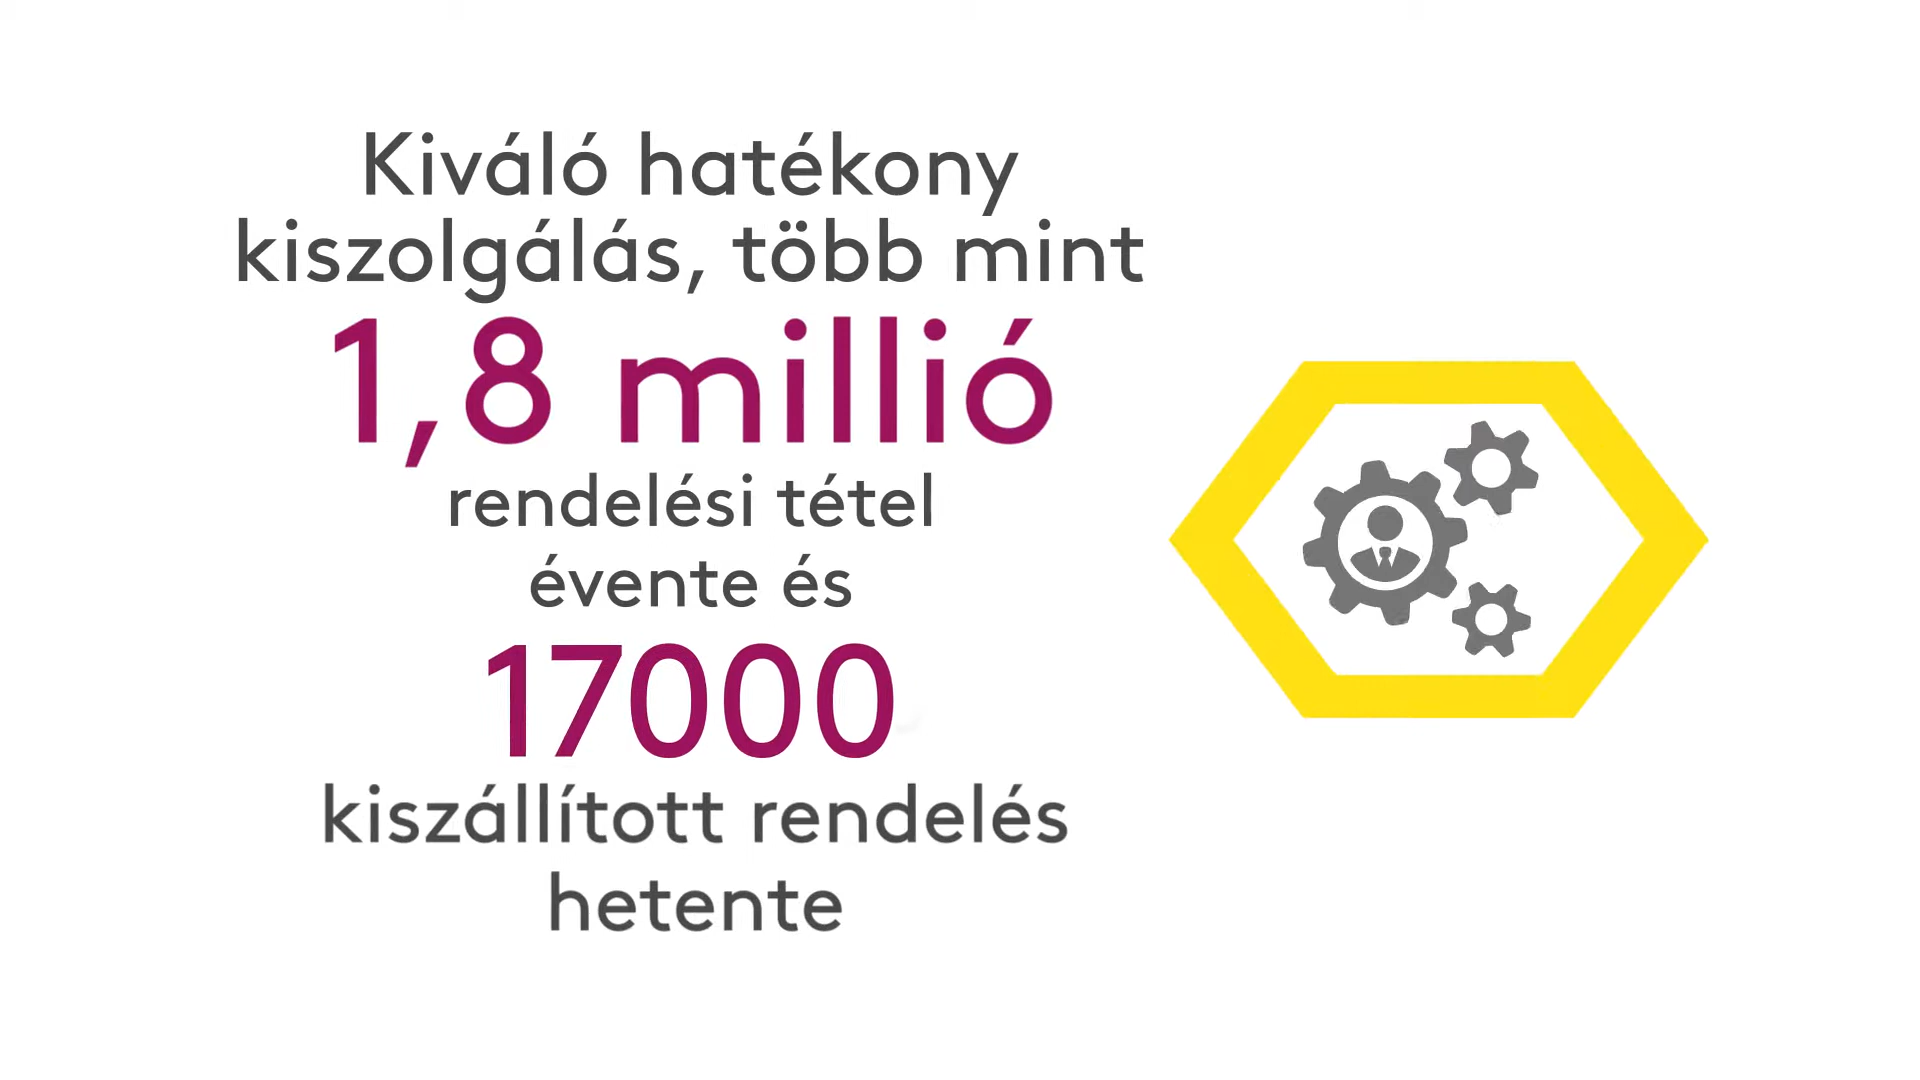 Kiváló hatékony
kiszolgálás, több mint
1,8 millió
rendelési tétel
évente és
17000
kiszállított rendelés
hetente